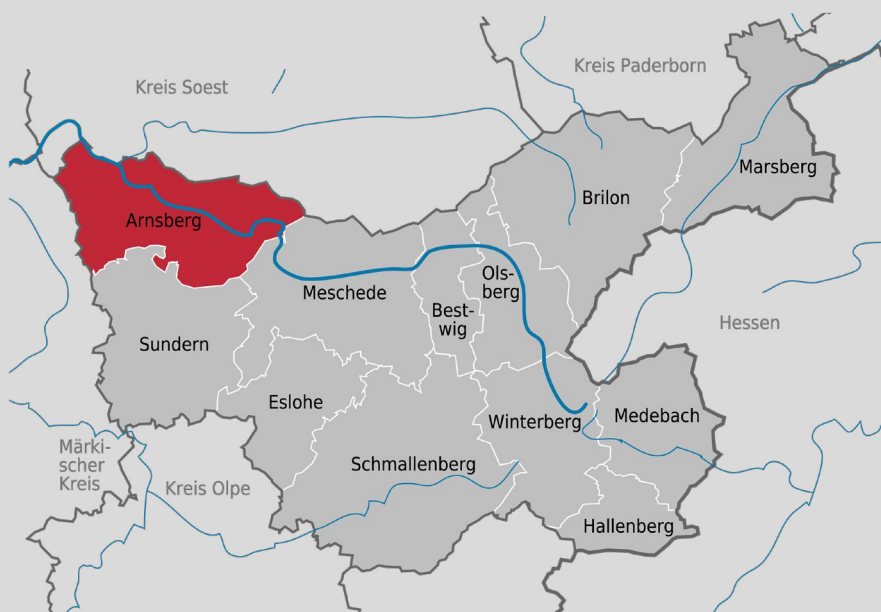 Kreis Paderborn
Kreis Soest
Marsberg
Brilon
Arnsberg
Ols-
berg
Meschede
Best-
wig
Hessen
Sundern
Eslohe
Medebach
Winterberg
Märki-
scher
Kreis
Schmallenberg
Kreis Olpe
Hallenberg